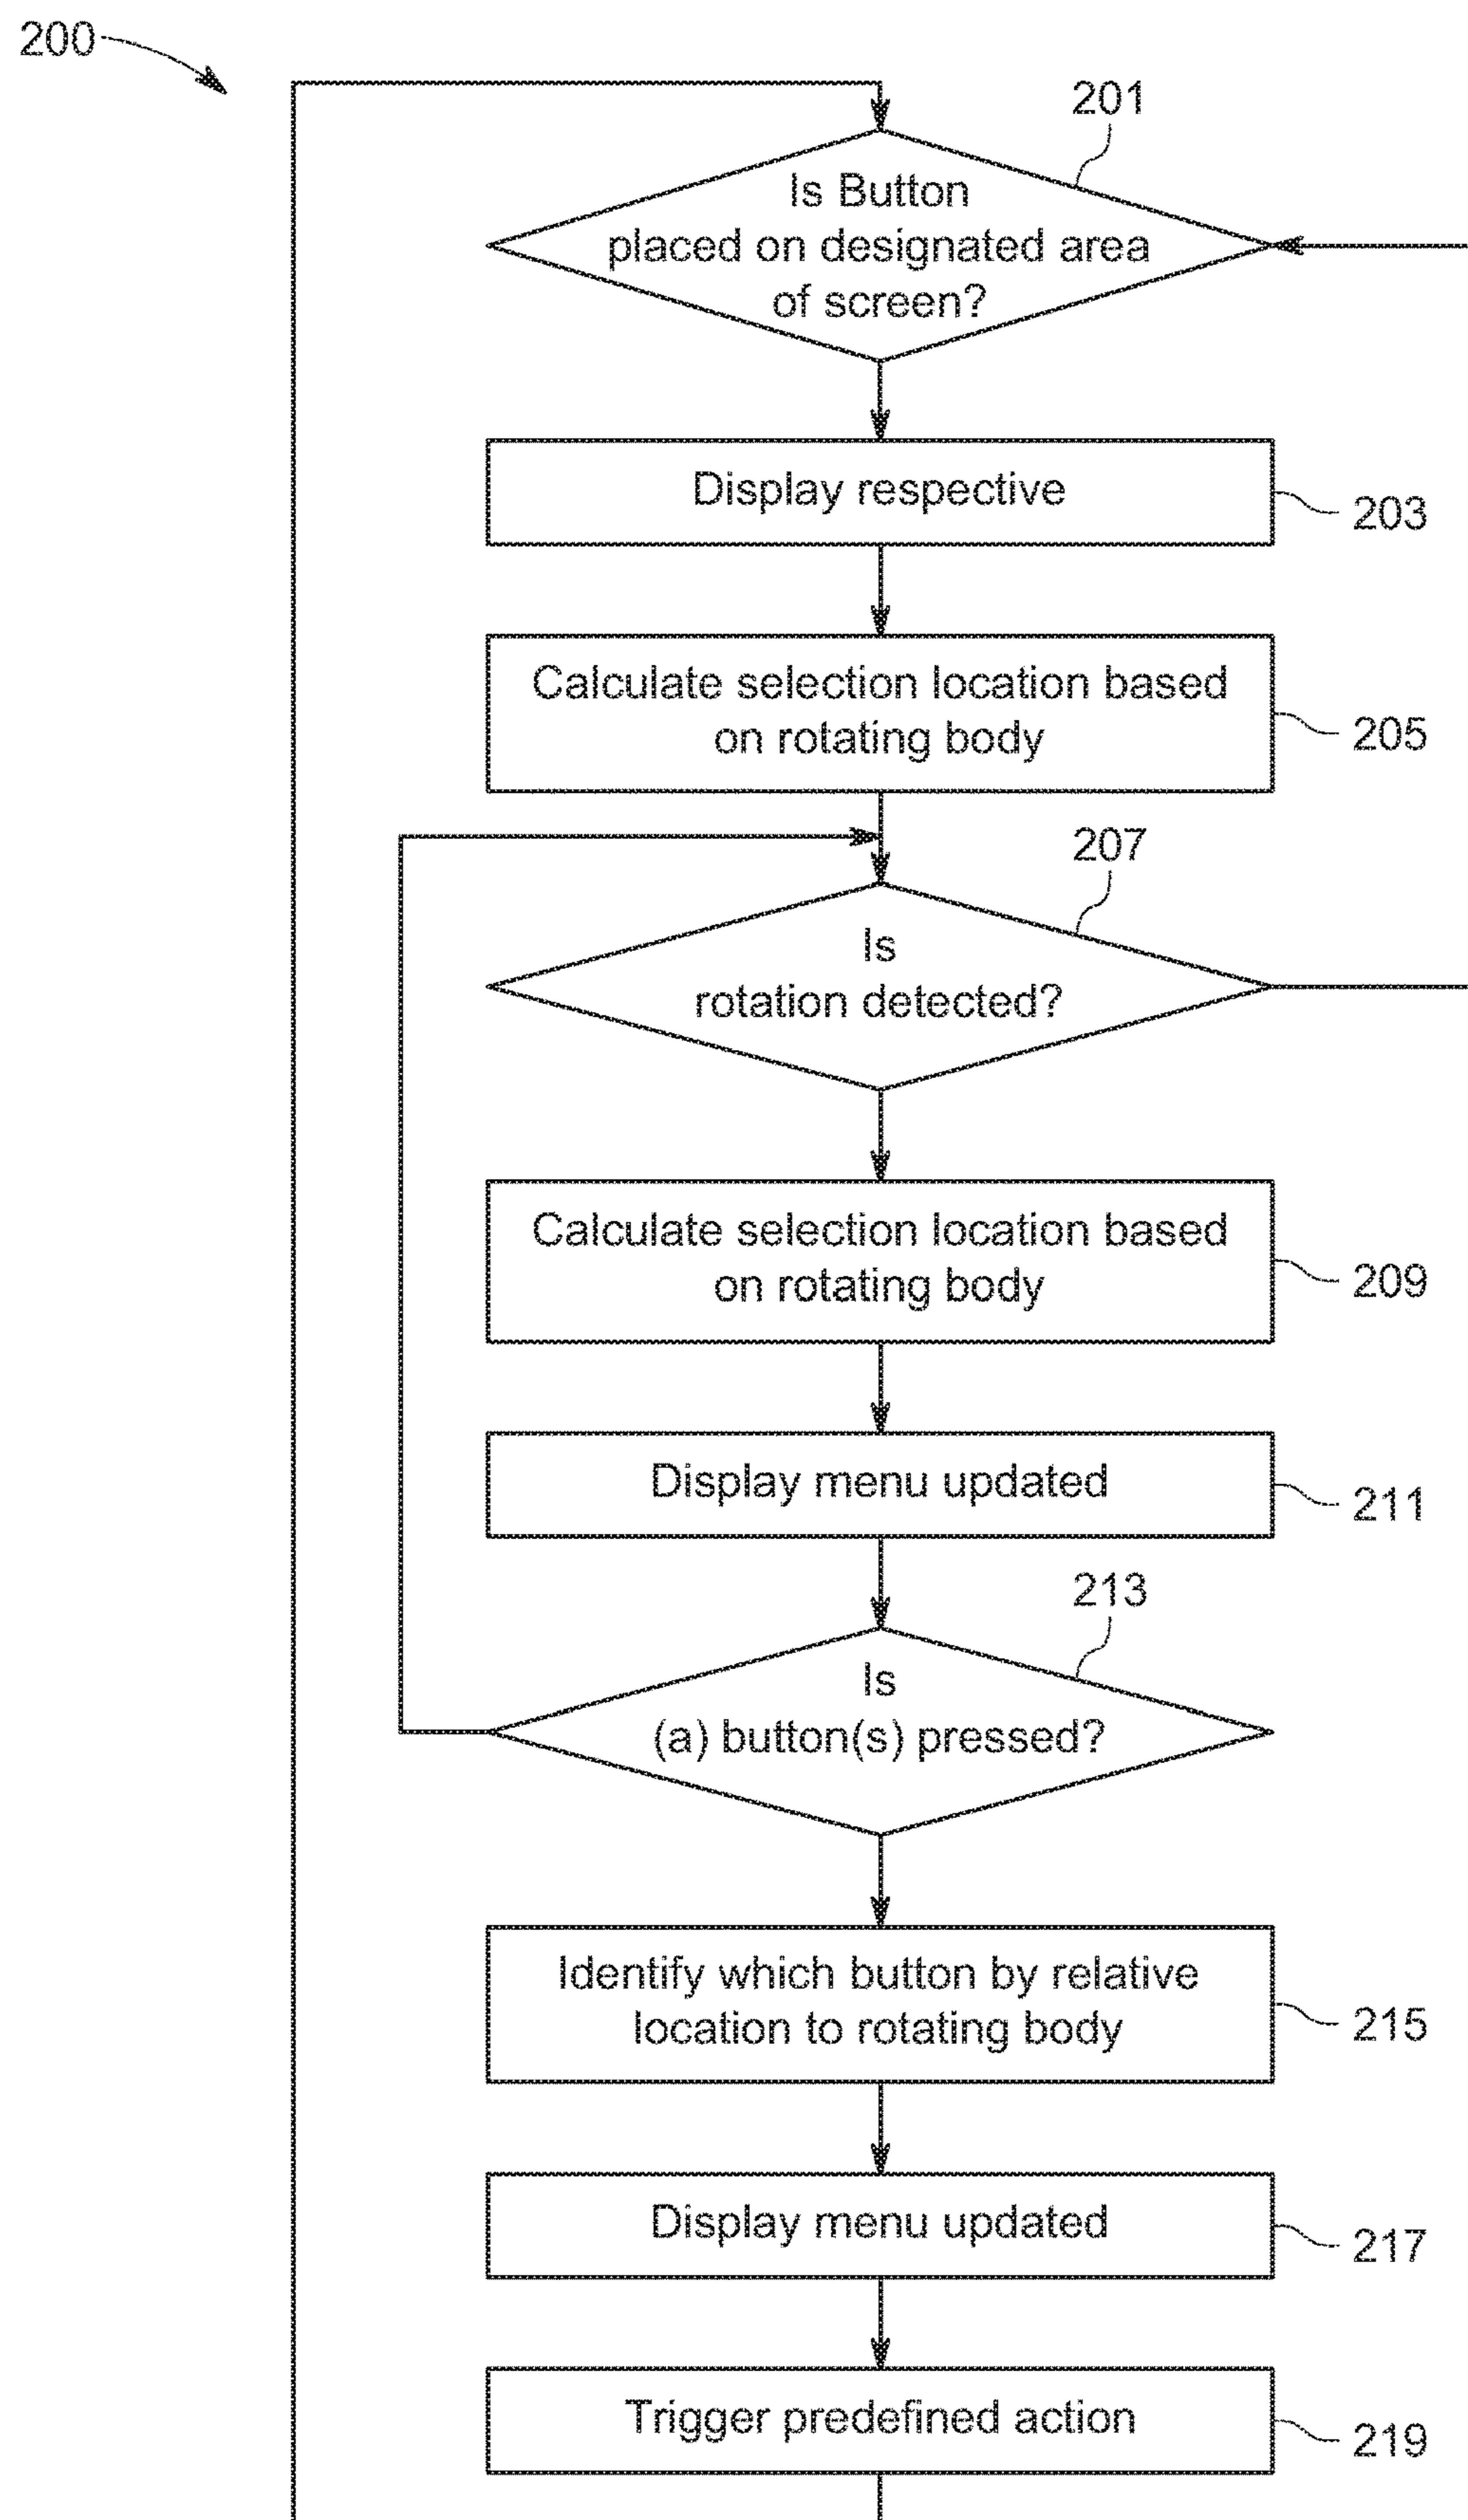 200
201
Is Button
placed on designated area
of screen?
Display respective
203
Calculate selection location based
on rotating body
205
207
Is
rotation detected?
Calculate selection location based
on rotating body
209
Display menu updated
211
213
Is
(a) button(s) pressed?
Identify which button by relative
location to rotating body
215
Display menu updated
217
Trigger predefined action
219